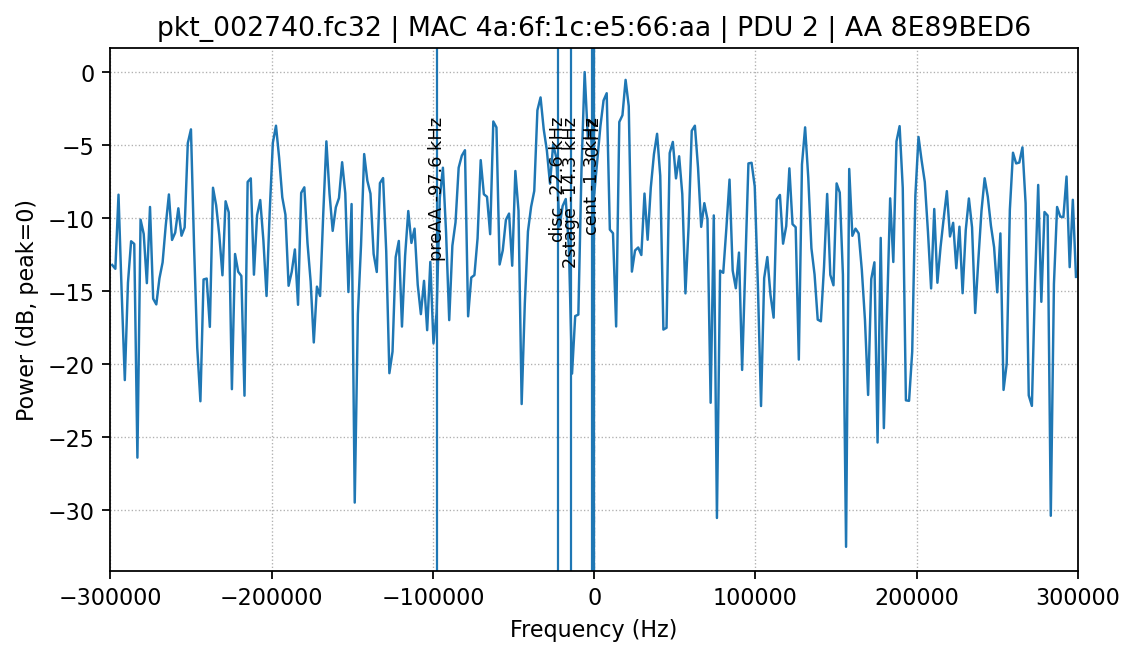 pkt_002740.fc32 | MAC 4a:6f:1c:e5:66:aa | PDU 2 | AA 8E89BED6
Power (dB, peak=0)
0
−5
−10
−15
−20
−25
−30
preAA -97.6 kHz
disc -22.6 kHz
2stage -14.3 kHz
cent -1.3
−300000
−200000
−100000
0
100000
200000
300000
Frequency (Hz)